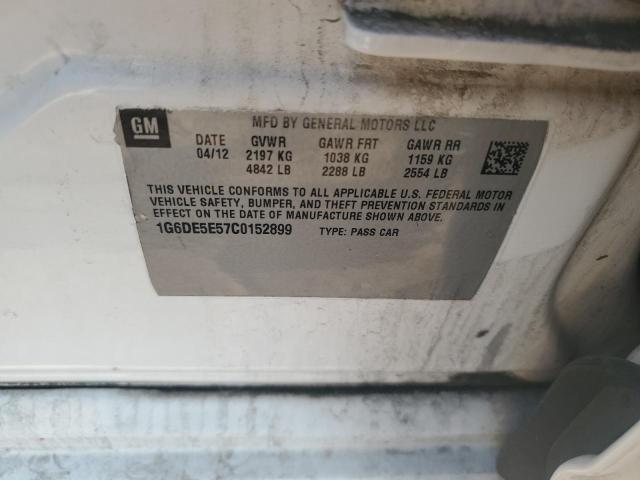 GM
MFD BY GENERAL MOTORS LLC
DATE GVWR GAWR FRT GAWR RR
04/12 2197 KG 1038 KG 1159 KG
4842 LB 2288 LB 2554 LB
THIS VEHICLE CONFORMS TO ALL APPLICABLE U.S. FEDERAL MOTOR
VEHICLE SAFETY, BUMPER, AND THEFT PREVENTION STANDARDS IN
EFFECT ON THE DATE OF MANUFACTURE SHOWN ABOVE.
1G6DE5E57C0152899 TYPE: PASS CAR